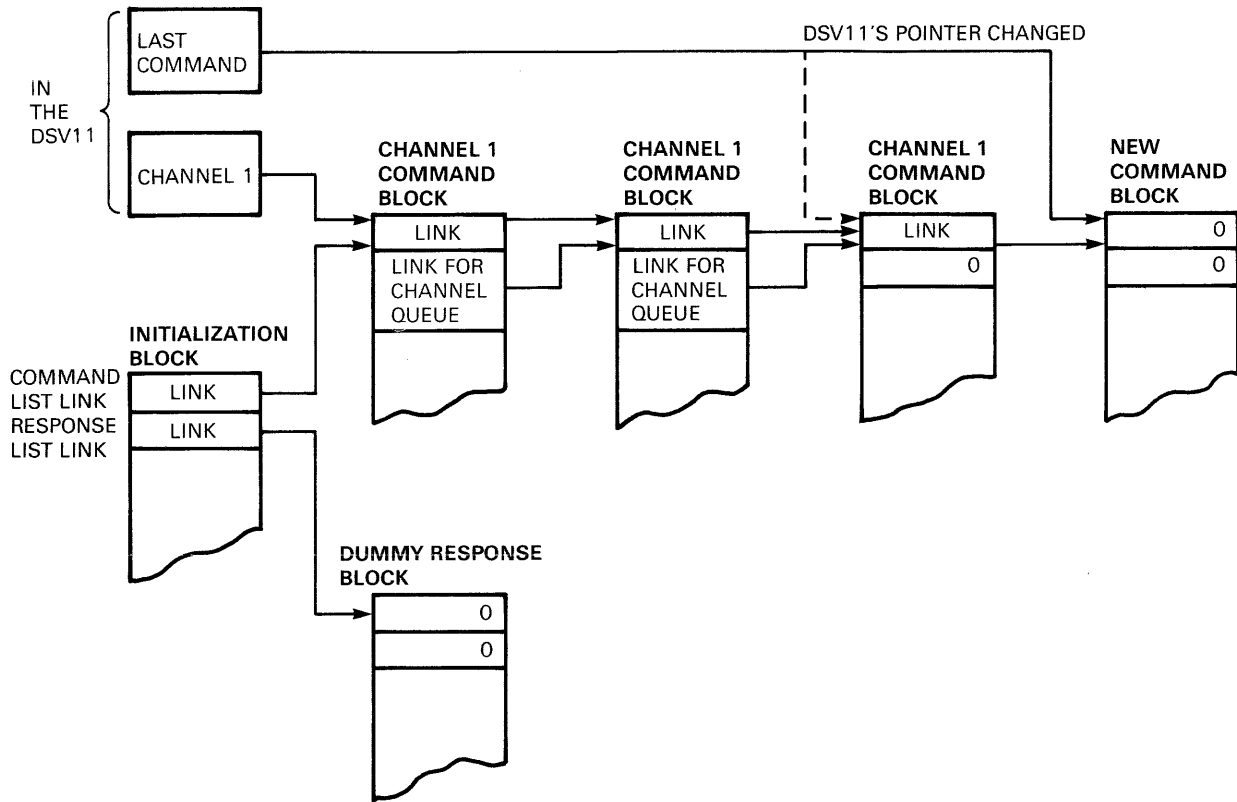 LAST
COMMAND
DSV11'S POINTER CHANGED
IN
THE
DSV11
CHANNEL 1
CHANNEL 1
COMMAND
BLOCK
CHANNEL 1
COMMAND
BLOCK
CHANNEL 1
COMMAND
BLOCK
NEW
COMMAND
BLOCK
LINK
LINK FOR
CHANNEL
QUEUE
LINK
LINK FOR
CHANNEL
QUEUE
LINK
0
0
0
INITIALIZATION
BLOCK
COMMAND
LIST LINK
LINK
RESPONSE
LIST LINK
LINK
DUMMY RESPONSE
BLOCK
0
0